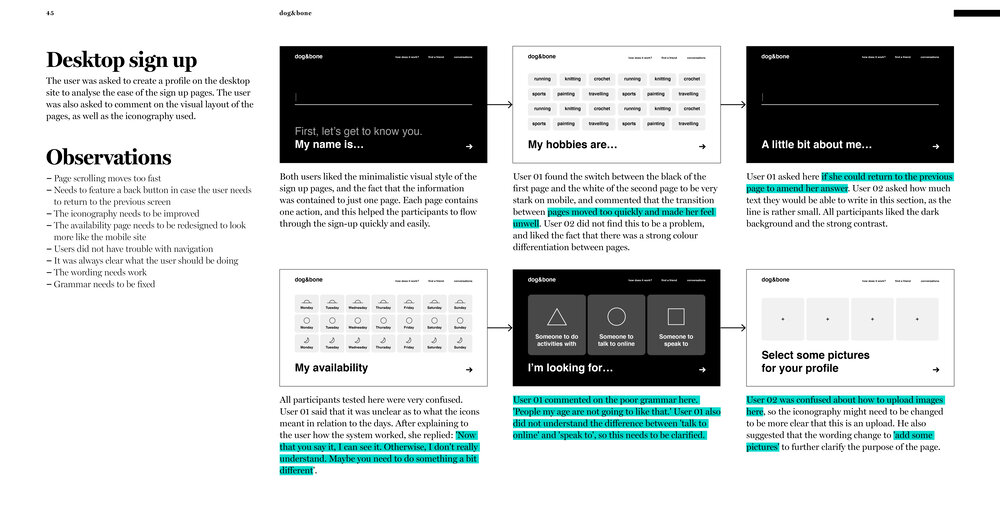 45
dog&bone
Desktop sign up
The user was asked to create a profile on the desktop
site to analyse the ease of the sign up pages. The user
was also asked to comment on the visual layout of the
pages, as well as the iconography used.
Observations
– Page scrolling moves too fast
– Needs to feature a back button in case the user needs
to return to the previous screen
– The iconography needs to be improved
– The availability page needs to be redesigned to look
more like the mobile site
– Users did not have trouble with navigation
– It was always clear what the user should be doing
– The wording needs work
– Grammar needs to be fixed
dog&bone
how does it work? find a friend conversations
First, let's get to know you.
My name is…
Both users liked the minimalistic visual style of the
sign up pages, and the fact that the information
was contained to just one page. Each page contains
one action, and this helped the participants to flow
through the sign-up quickly and easily.
dog&bone
how does it work? find a friend conversations
running knitting crochet running knitting crochet
sports painting travelling sports painting travelling
running knitting crochet running knitting crochet
sports painting travelling sports painting travelling
My hobbies are…
User 01 found the switch between the black of the
first page and the white of the second page to be very
stark on mobile, and commented that the transition
between pages moved too quickly and made her feel
unwell. User 02 did not find this to be a problem,
and liked the fact that there was a strong colour
differentiation between pages.
dog&bone
how does it work? find a friend conversations
A little bit about me…
User 01 asked here if she could return to the previous
page to amend her answer. User 02 asked how much
text they would be able to write in this section, as the
line is rather small. All participants liked the dark
background and the strong contrast.
dog&bone
how does it work? find a friend conversations
Monday Tuesday Wednesday Thursday Friday Saturday Sunday
Monday Tuesday Wednesday Thursday Friday Saturday Sunday
Monday Tuesday Wednesday Thursday Friday Saturday Sunday
My availability
All participants tested here were very confused.
User 01 said that it was unclear as to what the icons
meant in relation to the days. After explaining to
the user how the system worked, she replied: 'Now
that you say it, I can see it. Otherwise, I don't really
understand. Maybe you need to do something a bit
different'.
dog&bone
how does it work? find a friend conversations
Someone to do
activities with
Someone to
talk to online
Someone to
speak to
I'm looking for…
User 01 commented on the poor grammar here.
'People my age are not going to like that.' User 01 also
did not understand the difference between 'talk to
online' and 'speak to', so this needs to be clarified.
dog&bone
how does it work? find a friend conversations
+ + + +
Select some pictures
for your profile
User 02 was confused about how to upload images
here, so the iconography might need to be changed
to be more clear that this is an upload. He also
suggested that the wording change to 'add some
pictures' to further clarify the purpose of the page.